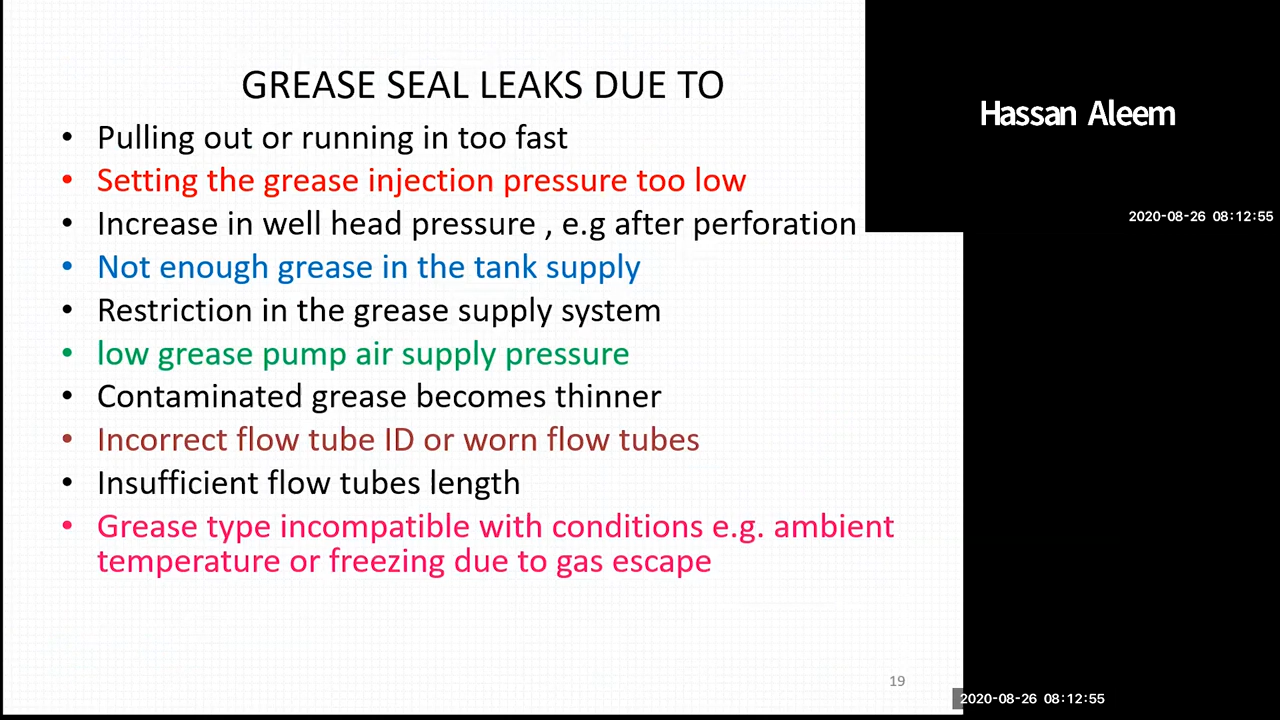 GREASE SEAL LEAKS DUE TO
• Pulling out or running in too fast
• Setting the grease injection pressure too low
• Increase in well head pressure , e.g after perforation
• Not enough grease in the tank supply
• Restriction in the grease supply system
• low grease pump air supply pressure
• Contaminated grease becomes thinner
• Incorrect flow tube ID or worn flow tubes
• Insufficient flow tubes length
• Grease type incompatible with conditions e.g. ambient
temperature or freezing due to gas escape
19
Hassan Aleem
2020-08-26 08:12:55
2020-08-26 08:12:55